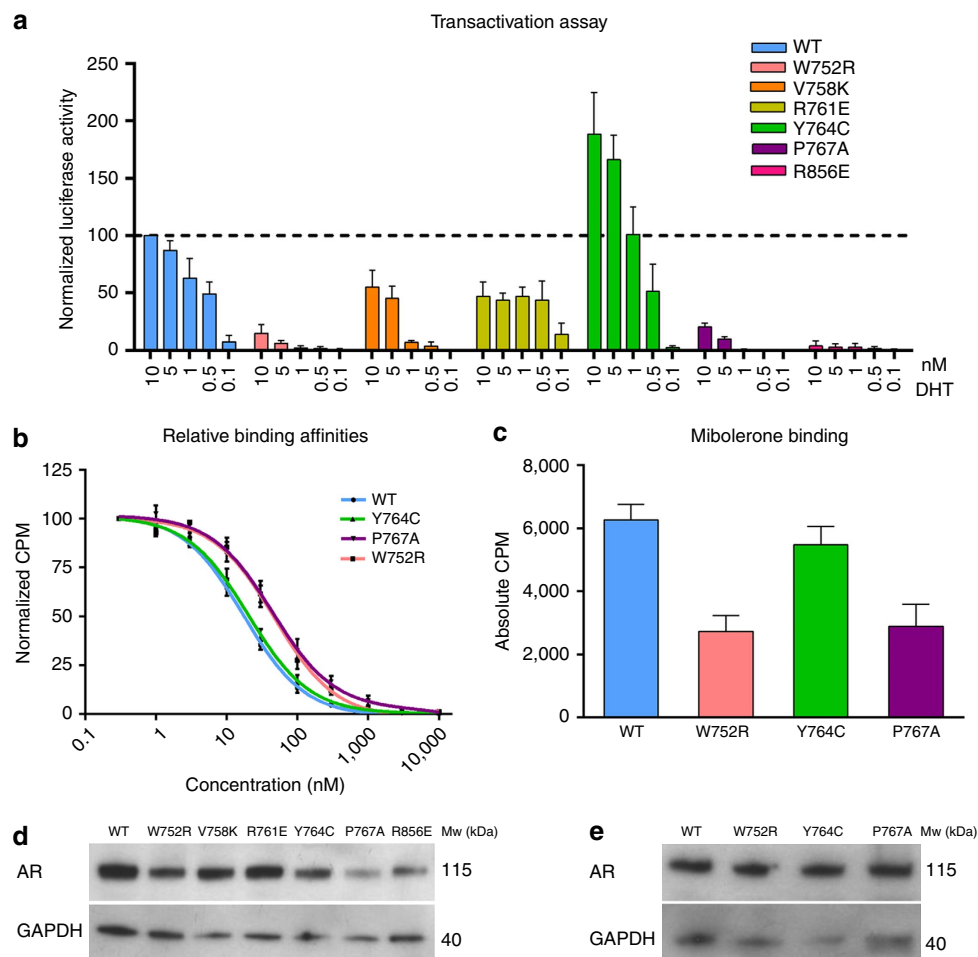 a
Transactivation assay
WT
W752R
V758K
R761E
Y764C
P767A
R856E
Normalized luciferase activity
250
200
150
100
50
0
10 5 1 0.5 0.1 10 5 1 0.5 0.1 10 5 1 0.5 0.1 10 5 1 0.5 0.1 10 5 1 0.5 0.1 10 5 1 0.5 0.1 10 5 1 0.5 0.1
nM
DHT
b
Relative binding affinities
Normalized CPM
125
100
75
50
25
0
WT
Y764C
P767A
W752R
0.1 1 10 100 1,000 10,000
Concentration (nM)
c
Mibolerone binding
Absolute CPM
8,000
6,000
4,000
2,000
0
WT W752R Y764C P767A
d
WT W752R V758K R761E Y764C P767A R856E Mw (kDa)
AR 115
GAPDH 40
e
WT W752R Y764C P767A Mw (kDa)
AR 115
GAPDH 40